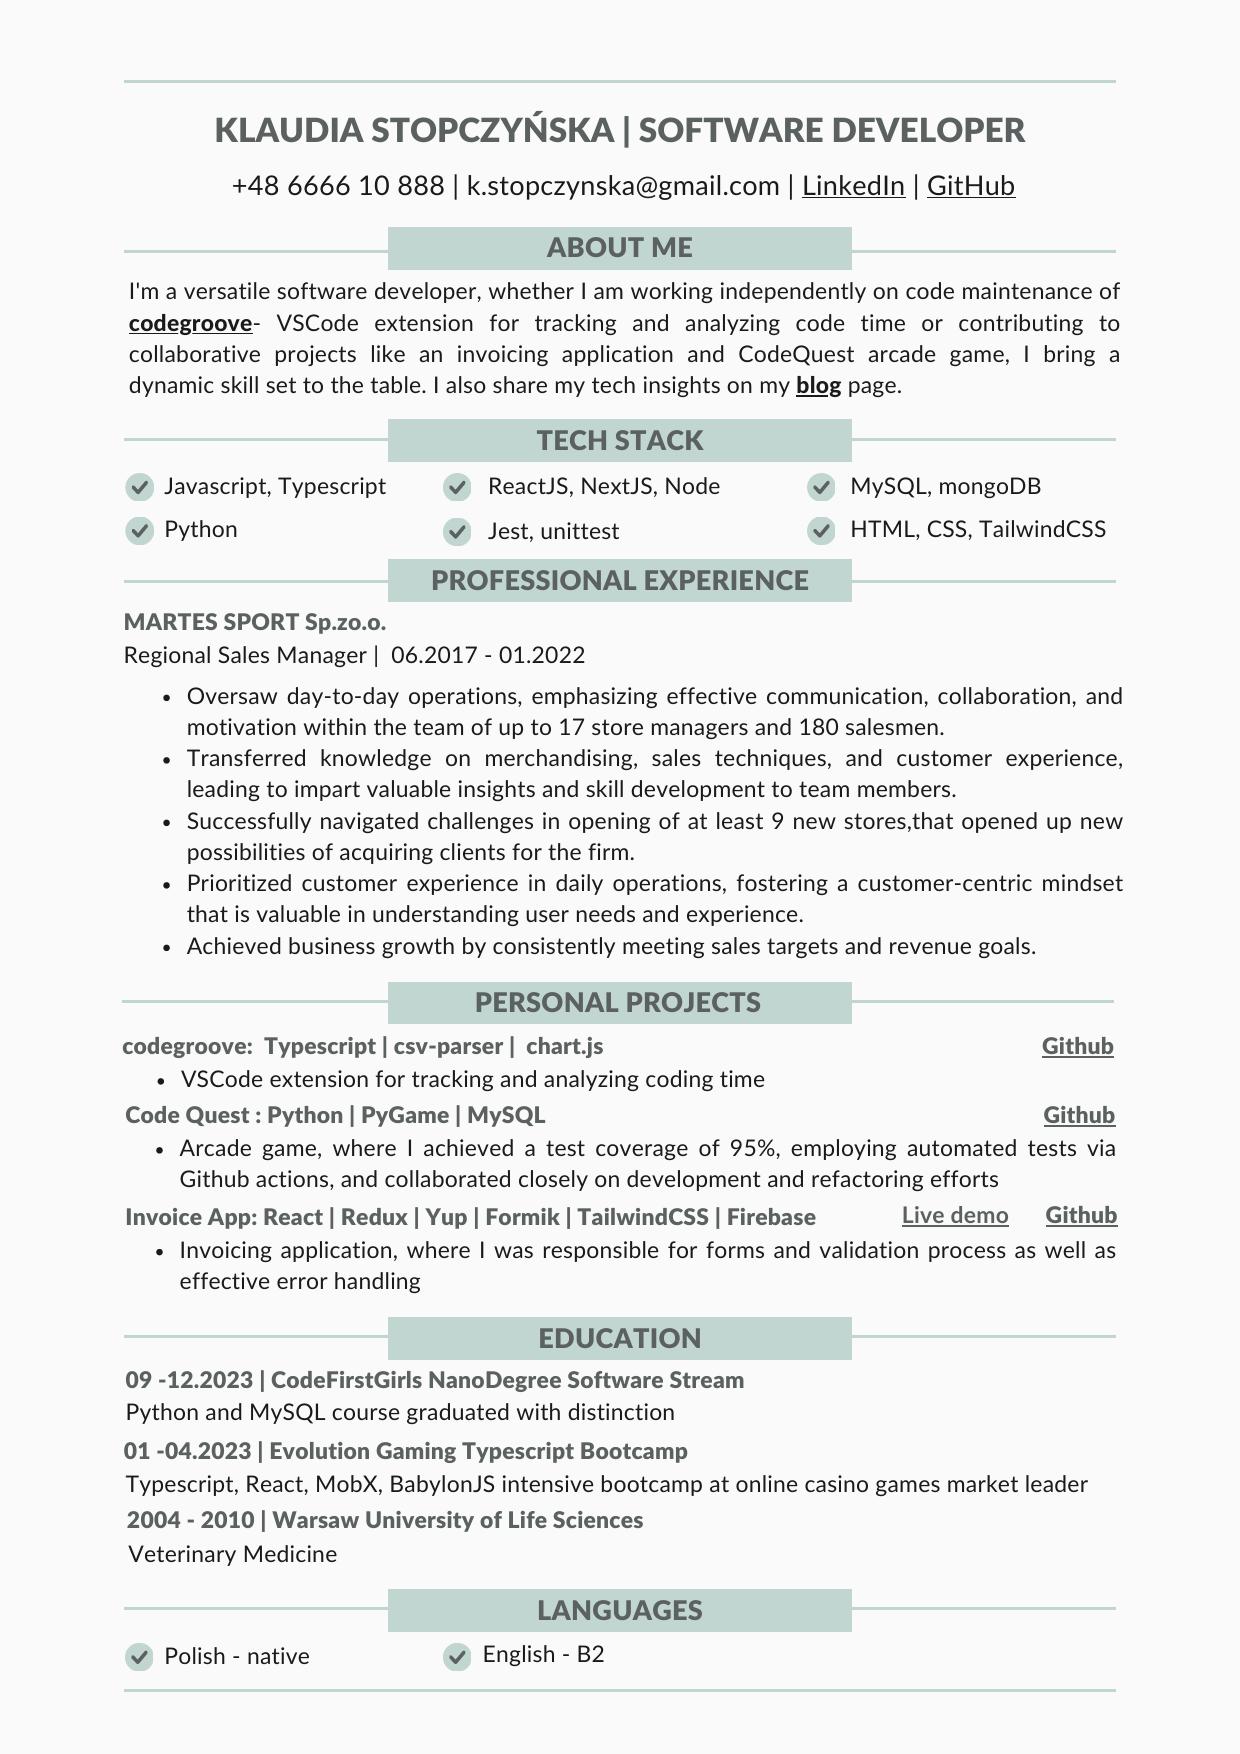 KLAUDIA STOPCZYŃSKA | SOFTWARE DEVELOPER
+48 6666 10 888 | k.stopczynska@gmail.com | LinkedIn | GitHub
ABOUT ME
I'm a versatile software developer, whether I am working independently on code maintenance of
codegroove- VSCode extension for tracking and analyzing code time or contributing to
collaborative projects like an invoicing application and CodeQuest arcade game, I bring a
dynamic skill set to the table. I also share my tech insights on my blog page.
TECH STACK
Javascript, Typescript ReactJS, NextJS, Node MySQL, mongoDB
Python Jest, unittest HTML, CSS, TailwindCSS
PROFESSIONAL EXPERIENCE
MARTES SPORT Sp.zo.o.
Regional Sales Manager | 06.2017 - 01.2022
• Oversaw day-to-day operations, emphasizing effective communication, collaboration, and
motivation within the team of up to 17 store managers and 180 salesmen.
• Transferred knowledge on merchandising, sales techniques, and customer experience,
leading to impart valuable insights and skill development to team members.
• Successfully navigated challenges in opening of at least 9 new stores,that opened up new
possibilities of acquiring clients for the firm.
• Prioritized customer experience in daily operations, fostering a customer-centric mindset
that is valuable in understanding user needs and experience.
• Achieved business growth by consistently meeting sales targets and revenue goals.
PERSONAL PROJECTS
codegroove: Typescript | csv-parser | chart.js Github
• VSCode extension for tracking and analyzing coding time
Code Quest : Python | PyGame | MySQL Github
• Arcade game, where I achieved a test coverage of 95%, employing automated tests via
Github actions, and collaborated closely on development and refactoring efforts
Invoice App: React | Redux | Yup | Formik | TailwindCSS | Firebase Live demo Github
• Invoicing application, where I was responsible for forms and validation process as well as
effective error handling
EDUCATION
09 -12.2023 | CodeFirstGirls NanoDegree Software Stream
Python and MySQL course graduated with distinction
01 -04.2023 | Evolution Gaming Typescript Bootcamp
Typescript, React, MobX, BabylonJS intensive bootcamp at online casino games market leader
2004 - 2010 | Warsaw University of Life Sciences
Veterinary Medicine
LANGUAGES
Polish - native English - B2